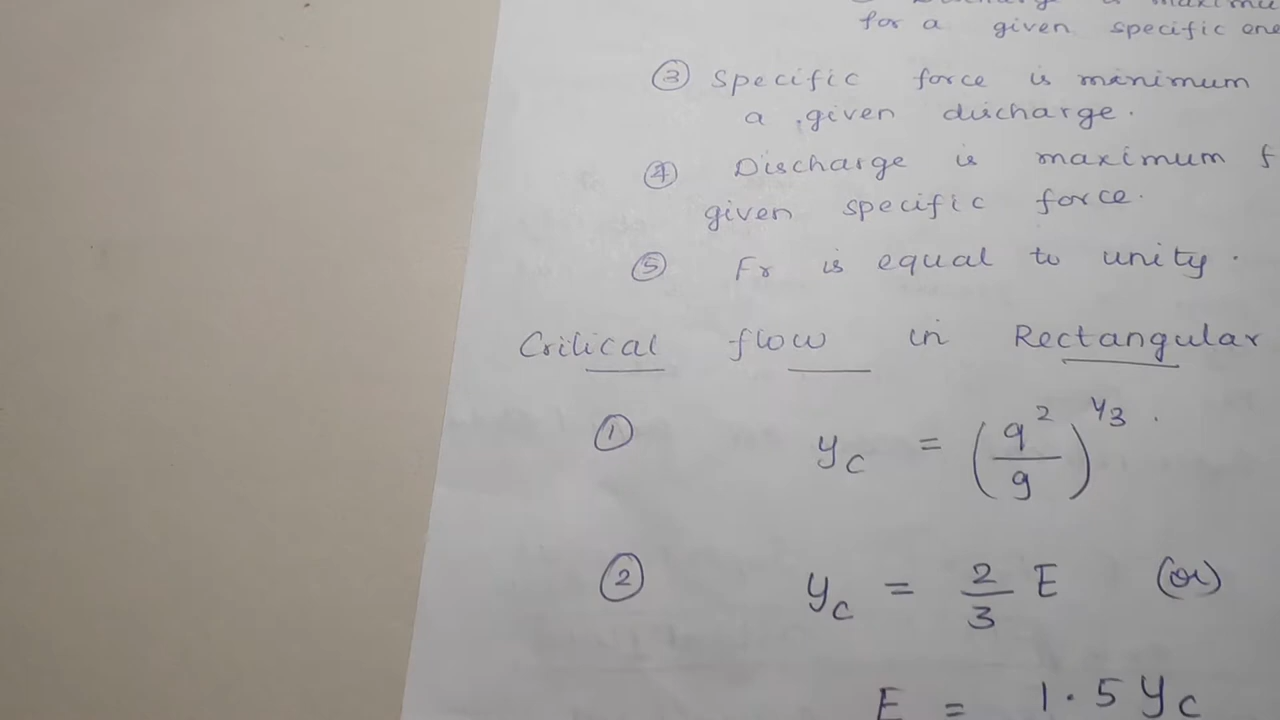 for a given specific ene
③ Specific force is minimum
a given discharge.
④ Discharge is maximum f
given specific force.
⑤ Fr is equal to unity.
Critical flow in Rectangular
① yc = (q²/g)^1/3.
② yc = 2/3 E (or)
E = 1.5 yc